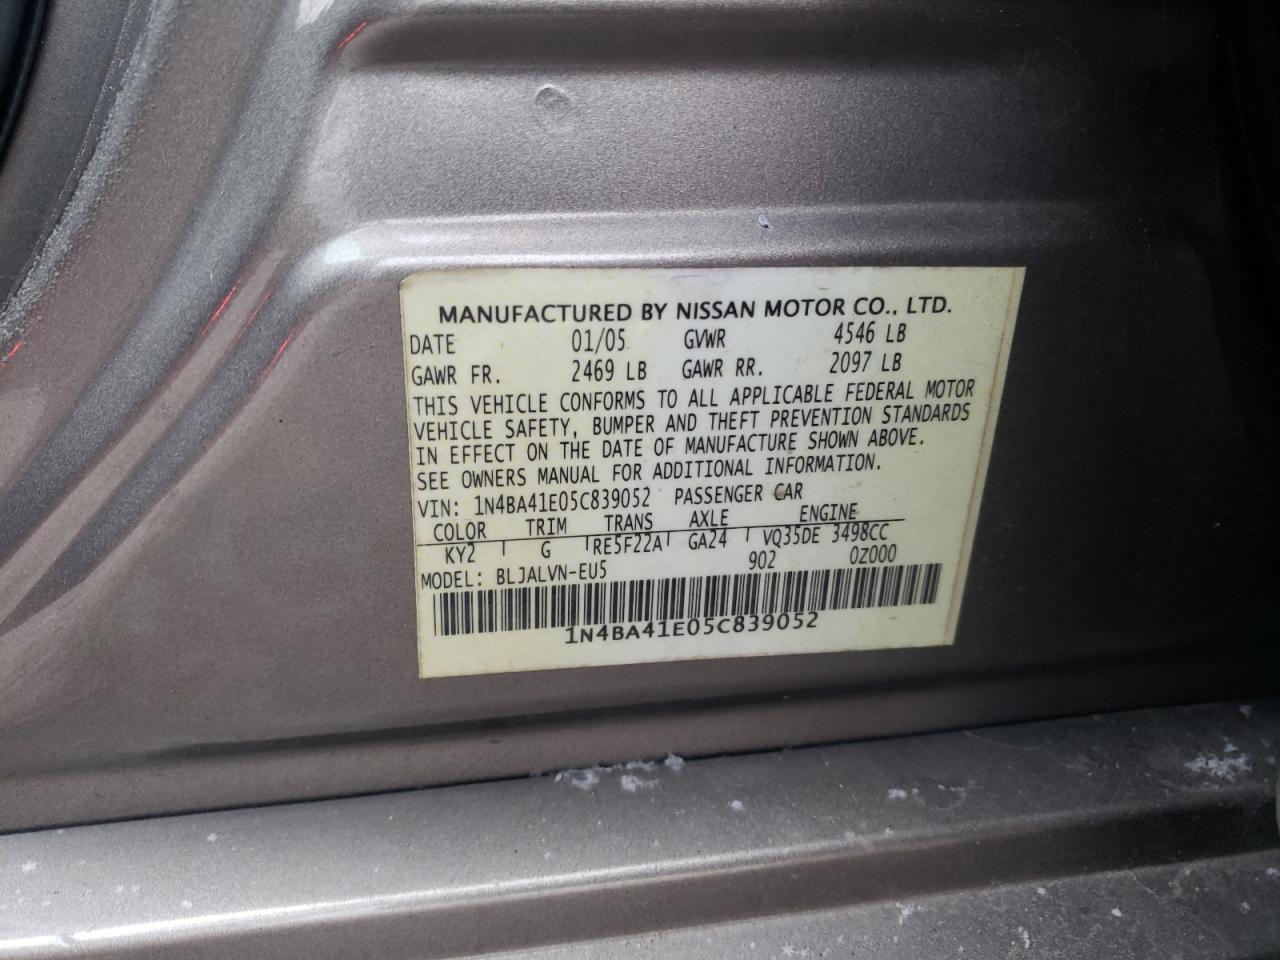 MANUFACTURED BY NISSAN MOTOR CO., LTD.
DATE 01/05 GVWR 4546 LB
GAWR FR. 2469 LB GAWR RR. 2097 LB
THIS VEHICLE CONFORMS TO ALL APPLICABLE FEDERAL MOTOR
VEHICLE SAFETY, BUMPER AND THEFT PREVENTION STANDARDS
IN EFFECT ON THE DATE OF MANUFACTURE SHOWN ABOVE.
SEE OWNERS MANUAL FOR ADDITIONAL INFORMATION.
VIN: 1N4BA41E05C839052 PASSENGER CAR
COLOR TRIM TRANS AXLE ENGINE
KY2 G RE5F22A GA24 VQ35DE 3498CC
MODEL: BLJALVN-EU5 902 0Z000
1N4BA41E05C839052